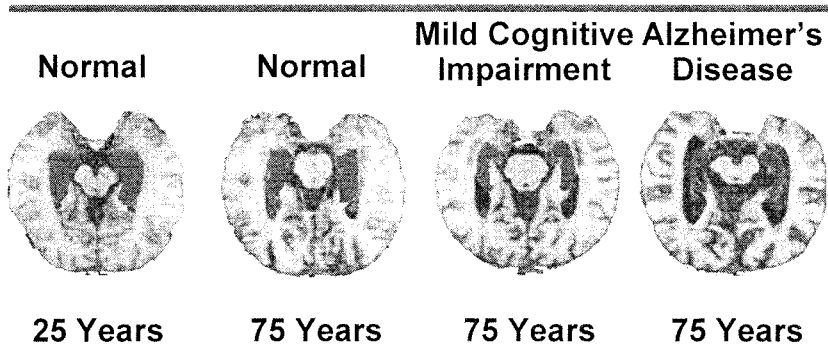 Normal
Normal
Mild Cognitive Impairment
Alzheimer's Disease
25 Years
75 Years
75 Years
75 Years